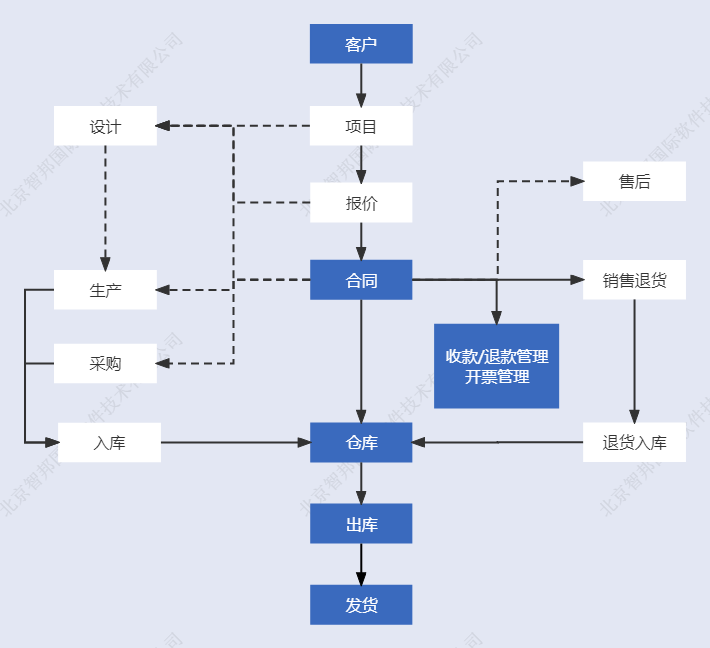 客户
设计
项目
售后
报价
生产
合同
销售退货
采购
收款/退款管理
开票管理
入库
仓库
退货入库
出库
发货
北京智邦国际软件技术有限公司